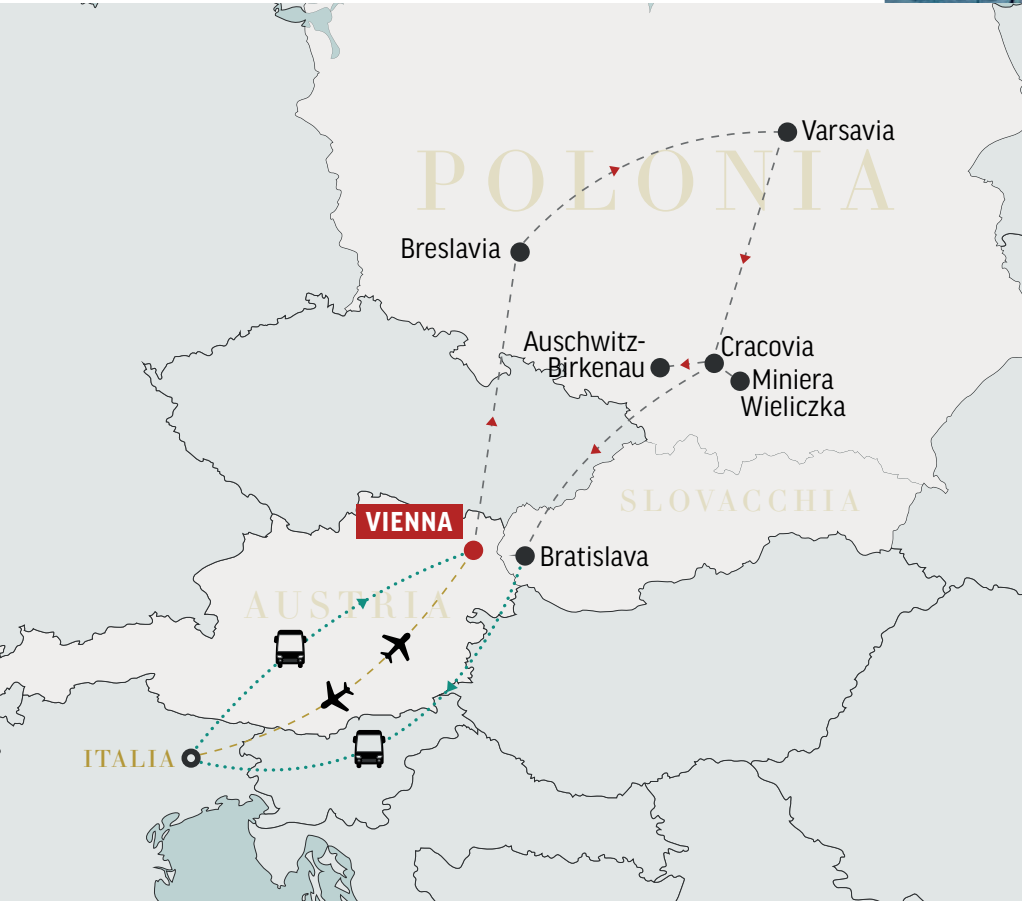 Varsavia
POLONIA
Breslavia
Auschwitz-
Birkenau
Cracovia
Miniera
Wieliczka
SLOVACCHIA
VIENNA
Bratislava
AUSTRIA
ITALIA